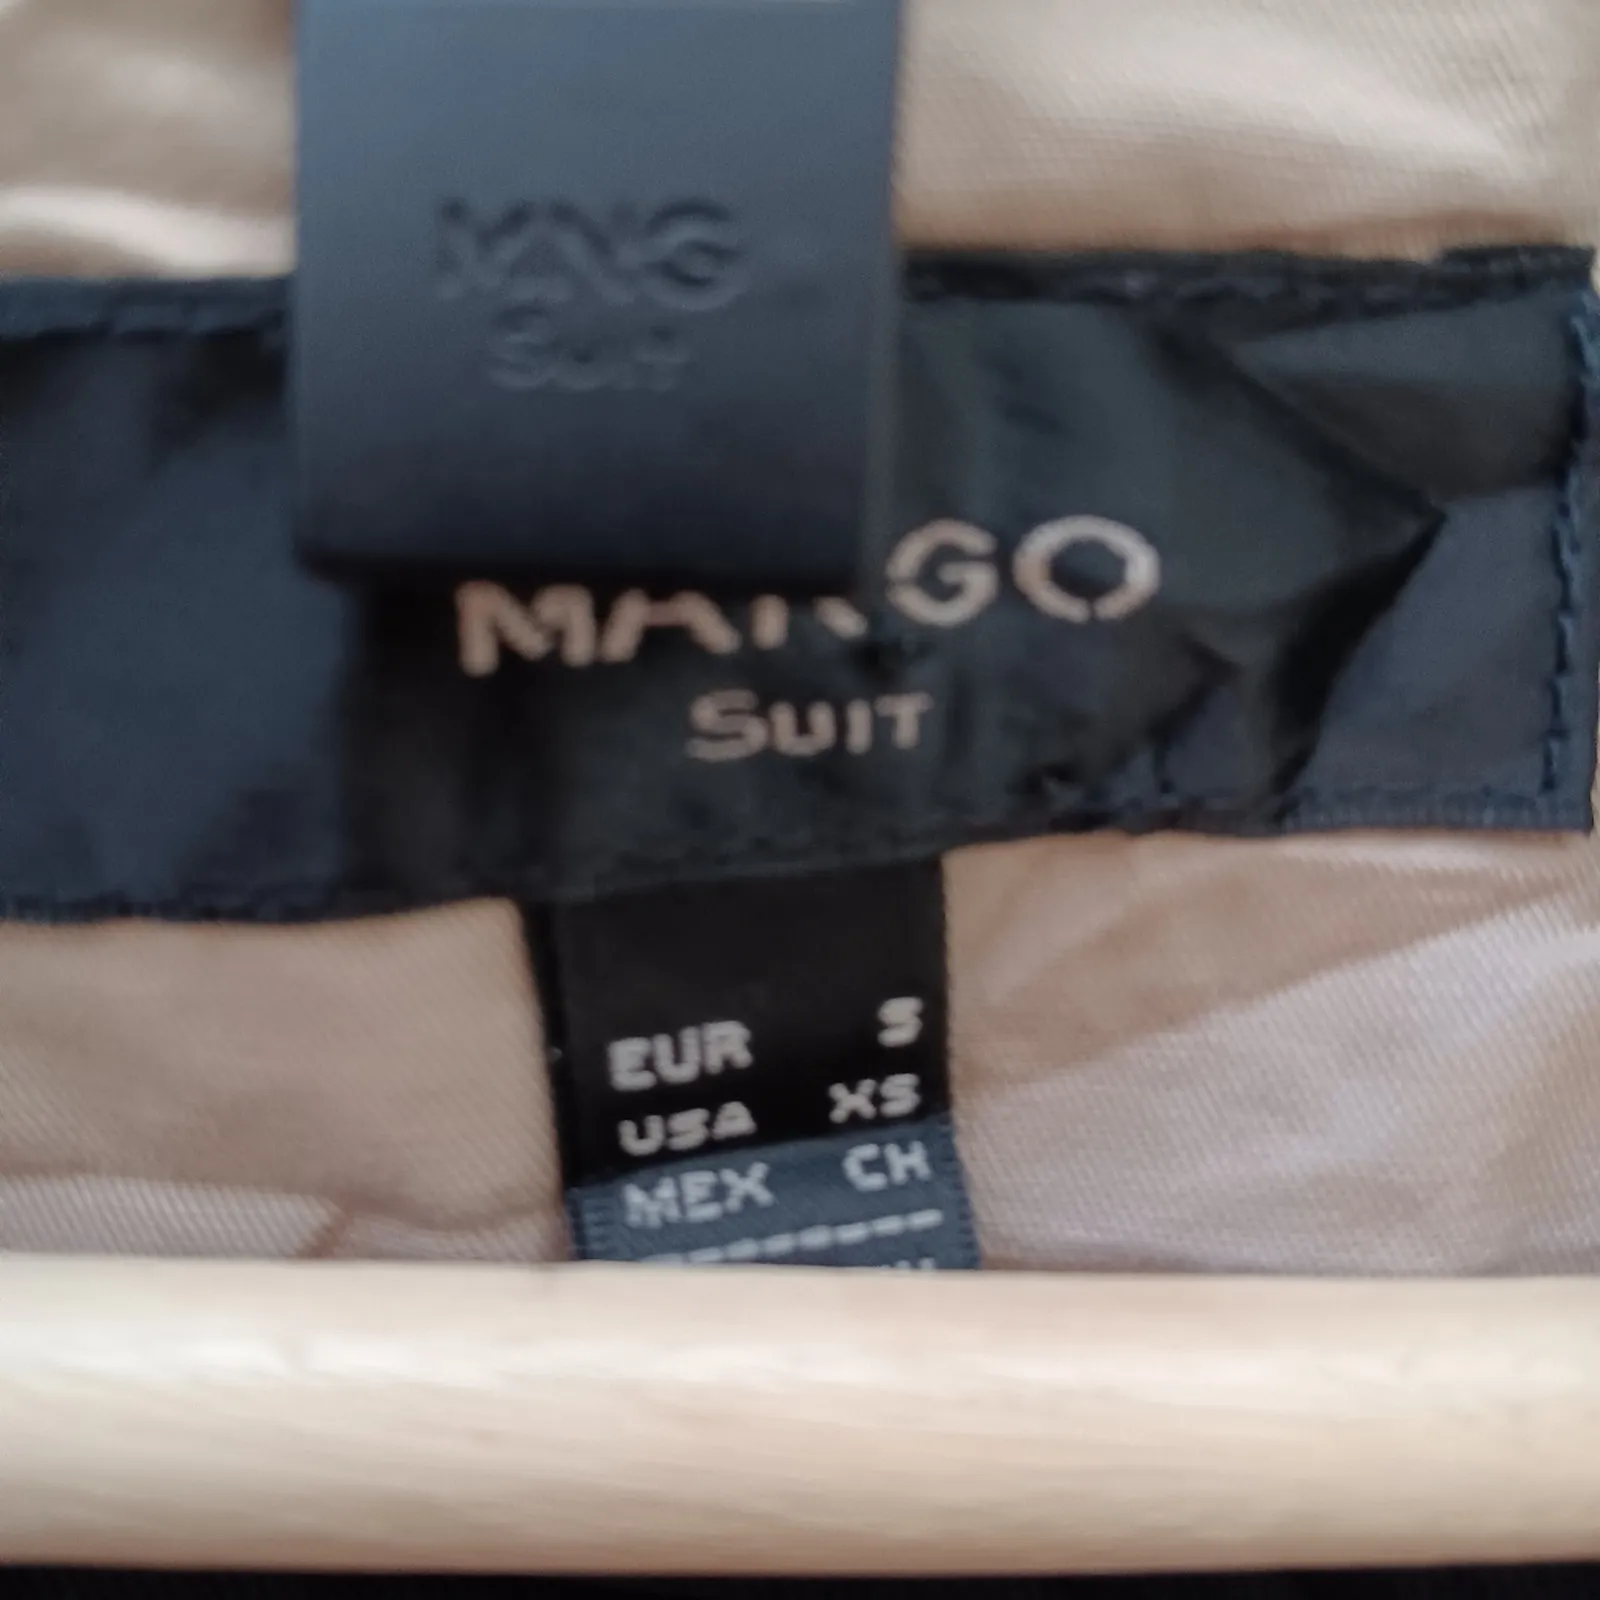 MNG
Suit
MANGO
SUIT
EUR S
USA XS
MEX CH
--------